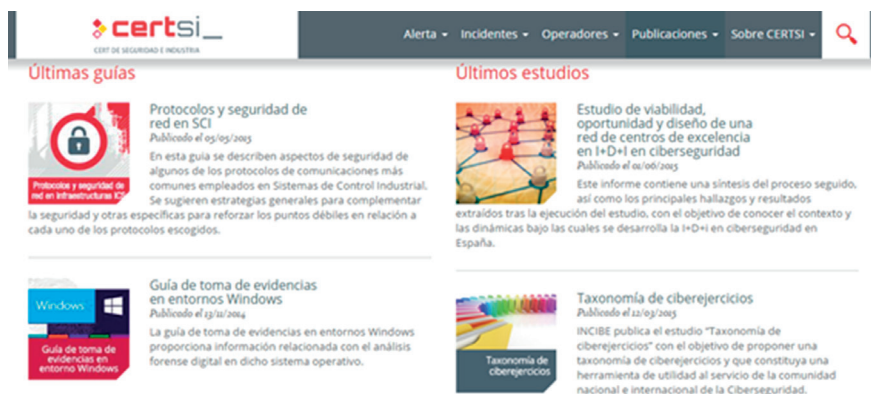 certsi_
CERT DE SEGURIDAD E INDUSTRIA
Alerta
Incidentes
Operadores
Publicaciones
Sobre CERTSI
Últimas guías
Protocolos y seguridad de
red en infraestructuras ICS
Protocolos y seguridad de
red en SCI
Publicado el 05/05/2015
En esta guia se describen aspectos de seguridad de
algunos de los protocolos de comunicaciones más
comunes empleados en Sistemas de Control Industrial.
Se sugieren estrategias generales para complementar
la seguridad y otras específicas para reforzar los puntos débiles en relación a
cada uno de los protocolos escogidos.
Windows
Guía de toma de
evidencias en
entorno Windows
Guía de toma de evidencias
en entornos Windows
Publicado el 13/11/2014
La guía de toma de evidencias en entornos Windows
proporciona información relacionada con el análisis
forense digital en dicho sistema operativo.
Últimos estudios
Estudio de viabilidad,
oportunidad y diseño de una
red de centros de excelencia
en I+D+I en ciberseguridad
Publicado el 01/06/2015
Este informe contiene una síntesis del proceso seguido,
así como los principales hallazgos y resultados
extraídos tras la ejecución del estudio, con el objetivo de conocer el contexto y
las dinámicas bajo las cuales se desarrolla la I+D+i en ciberseguridad en
España.
Taxonomía de
ciberejercicios
Taxonomía de ciberejercicios
Publicado el 12/03/2015
INCIBE publica el estudio "Taxonomía de
ciberejercicios" con el objetivo de proponer una
taxonomía de ciberejercicios y que constituya una
herramienta de utilidad al servicio de la comunidad
nacional e internacional de la Ciberseguridad.